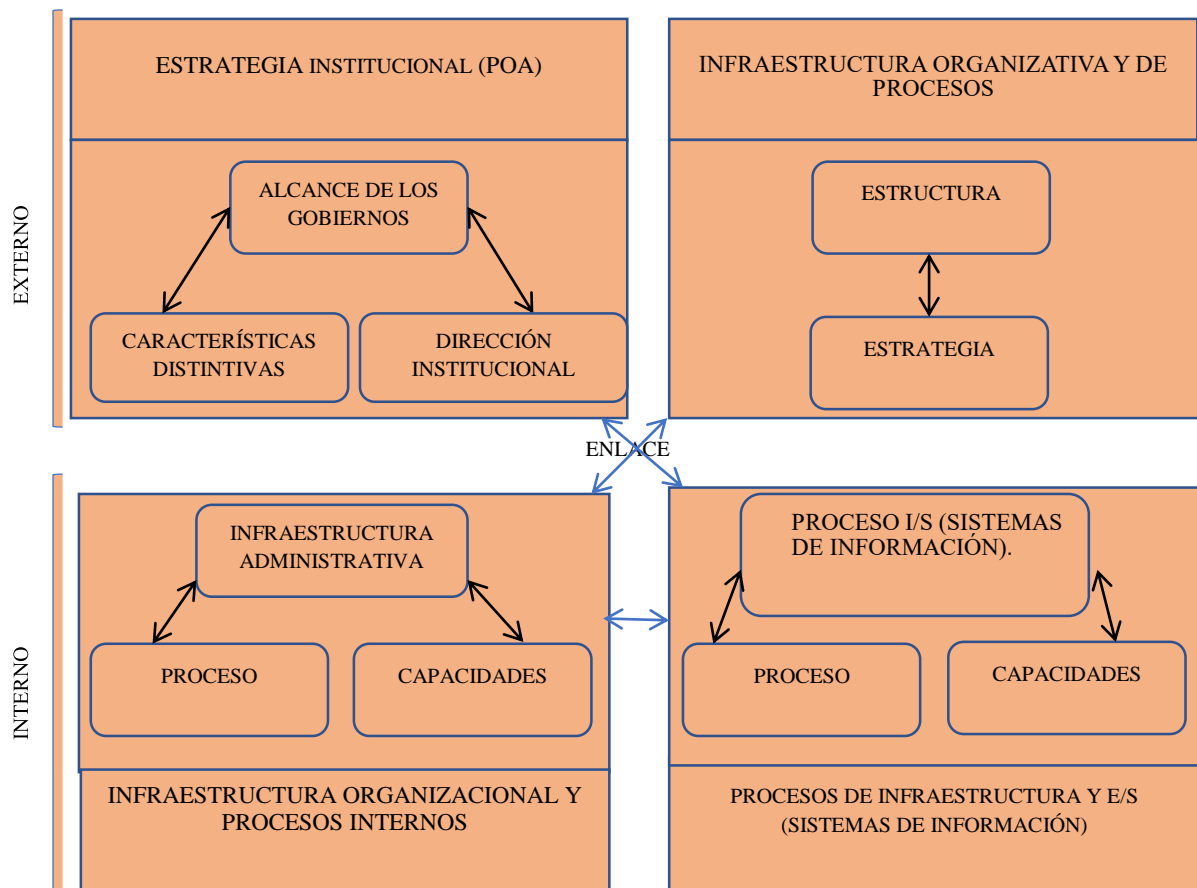 EXTERNO
ESTRATEGIA INSTITUCIONAL (POA)
ALCANCE DE LOS
GOBIERNOS
CARACTERÍSTICAS
DISTINTIVAS
DIRECCIÓN
INSTITUCIONAL
INFRAESTRUCTURA ORGANIZATIVA Y DE
PROCESOS
ESTRUCTURA
ESTRATEGIA
ENLACE
INTERNO
INFRAESTRUCTURA
ADMINISTRATIVA
PROCESO
CAPACIDADES
INFRAESTRUCTURA ORGANIZACIONAL Y
PROCESOS INTERNOS
PROCESO I/S (SISTEMAS
DE INFORMACIÓN).
PROCESO
CAPACIDADES
PROCESOS DE INFRAESTRUCTURA Y E/S
(SISTEMAS DE INFORMACIÓN)